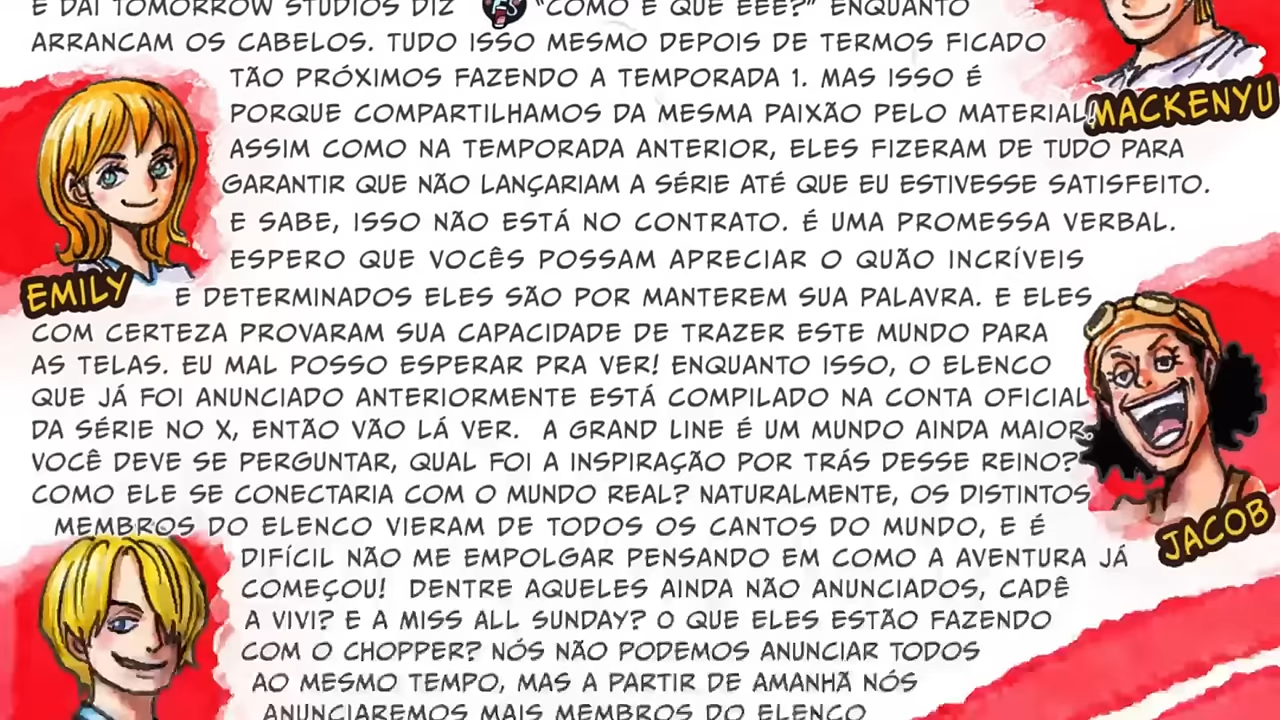 E DAÍ TOMORROW STUDIOS DIZ "COMO É QUE ÉÉÉ?" ENQUANTO
ARRANCAM OS CABELOS. TUDO ISSO MESMO DEPOIS DE TERMOS FICADO
TÃO PRÓXIMOS FAZENDO A TEMPORADA 1. MAS ISSO É
PORQUE COMPARTILHAMOS DA MESMA PAIXÃO PELO MATERIAL!
MACKENYU
ASSIM COMO NA TEMPORADA ANTERIOR, ELES FIZERAM DE TUDO PARA
GARANTIR QUE NÃO LANÇARIAM A SÉRIE ATÉ QUE EU ESTIVESSE SATISFEITO.
E SABE, ISSO NÃO ESTÁ NO CONTRATO. É UMA PROMESSA VERBAL.
ESPERO QUE VOCÊS POSSAM APRECIAR O QUÃO INCRÍVEIS
EMILY
E DETERMINADOS ELES SÃO POR MANTEREM SUA PALAVRA. E ELES
COM CERTEZA PROVARAM SUA CAPACIDADE DE TRAZER ESTE MUNDO PARA
AS TELAS. EU MAL POSSO ESPERAR PRA VER! ENQUANTO ISSO, O ELENCO
QUE JÁ FOI ANUNCIADO ANTERIORMENTE ESTÁ COMPILADO NA CONTA OFICIAL
DA SÉRIE NO X, ENTÃO VÃO LÁ VER. A GRAND LINE É UM MUNDO AINDA MAIOR.
VOCÊ DEVE SE PERGUNTAR, QUAL FOI A INSPIRAÇÃO POR TRÁS DESSE REINO?
COMO ELE SE CONECTARIA COM O MUNDO REAL? NATURALMENTE, OS DISTINTOS
MEMBROS DO ELENCO VIERAM DE TODOS OS CANTOS DO MUNDO, E É
JACOB
DIFÍCIL NÃO ME EMPOLGAR PENSANDO EM COMO A AVENTURA JÁ
COMEÇOU! DENTRE AQUELES AINDA NÃO ANUNCIADOS, CADÊ
A VIVI? E A MISS ALL SUNDAY? O QUE ELES ESTÃO FAZENDO
COM O CHOPPER? NÓS NÃO PODEMOS ANUNCIAR TODOS
AO MESMO TEMPO, MAS A PARTIR DE AMANHÃ NÓS
ANUNCIAREMOS MAIS MEMBROS DO ELENCO